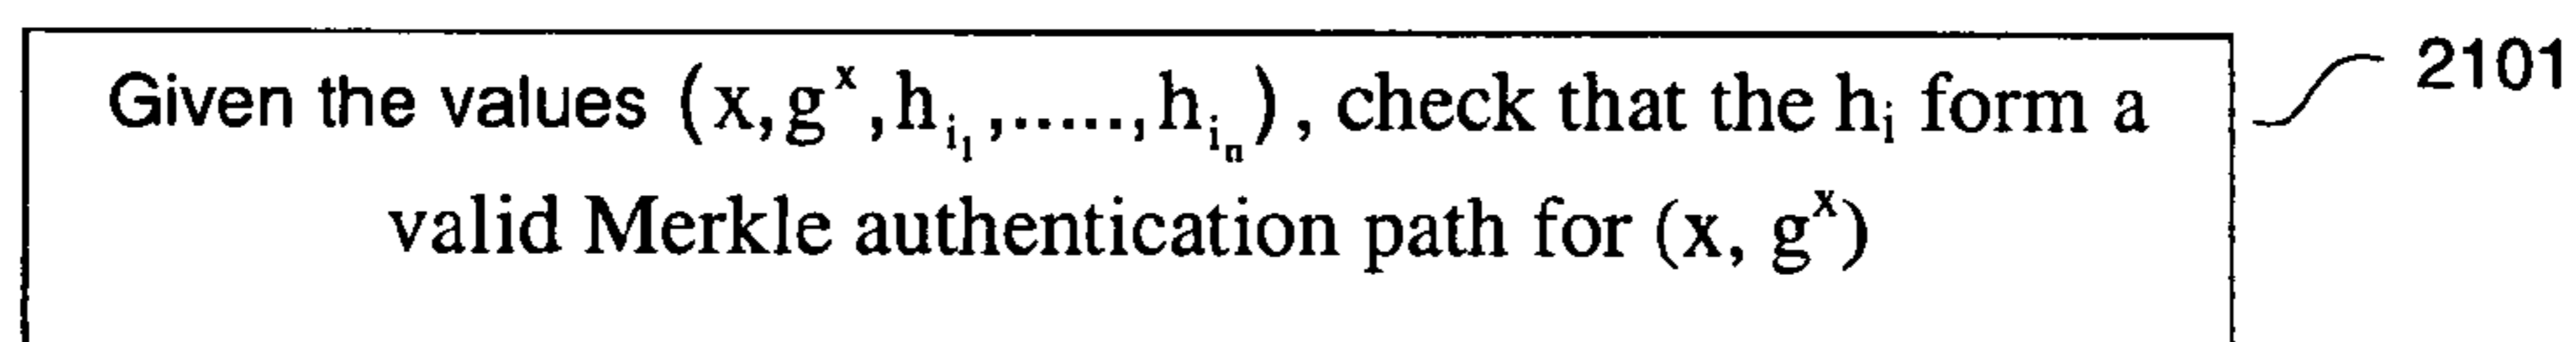 Given the values (x, g^x, h_{i_1}, ....., h_{i_n}), check that the h_i form a
2101
valid Merkle authentication path for (x, g^x)